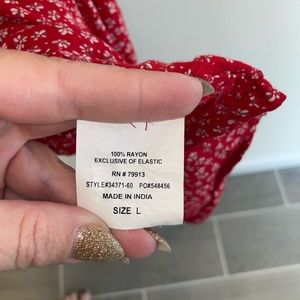 100% RAYON
EXCLUSIVE OF ELASTIC
RN # 79913
STYLE#34371-60 PO#548456
MADE IN INDIA
SIZE L